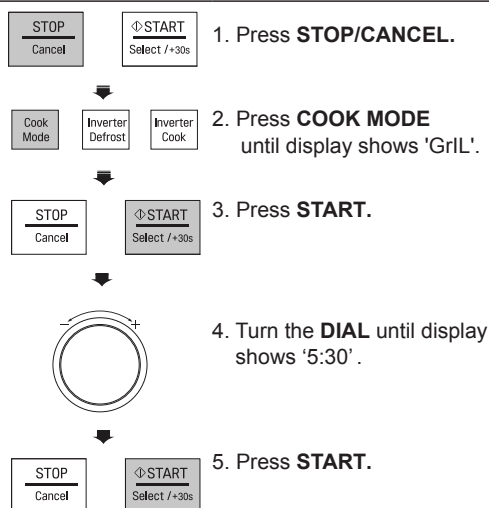 STOP
Cancel
START
Select /+30s
1. Press STOP/CANCEL.
Cook
Mode
Inverter
Defrost
Inverter
Cook
2. Press COOK MODE
until display shows 'GrIL'.
STOP
Cancel
START
Select /+30s
3. Press START.
- +
4. Turn the DIAL until display
shows ‘5:30’ .
STOP
Cancel
START
Select /+30s
5. Press START.